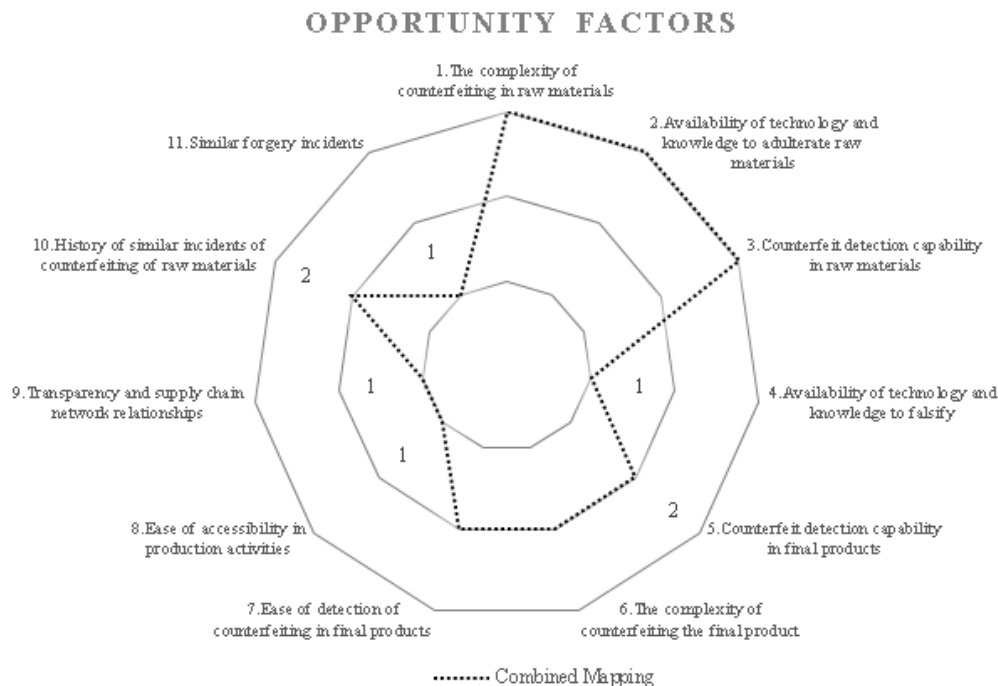 OPPORTUNITY FACTORS
1.The complexity of
counterfeiting in raw materials
2.Availability of technology and
knowledge to adulterate raw
materials
11.Similar forgery incidents
10.History of similar incidents of
counterfeiting of raw materials
3.Counterfeit detection capability
in raw materials
1
2
9.Transparency and supply chain
network relationships
1
1
4.Availability of technology and
knowledge to falsify
1
2
8.Ease of accessibility in
production activities
5.Counterfeit detection capability
in final products
7.Ease of detection of
counterfeiting in final products
6.The complexity of
counterfeiting the final product
Combined Mapping